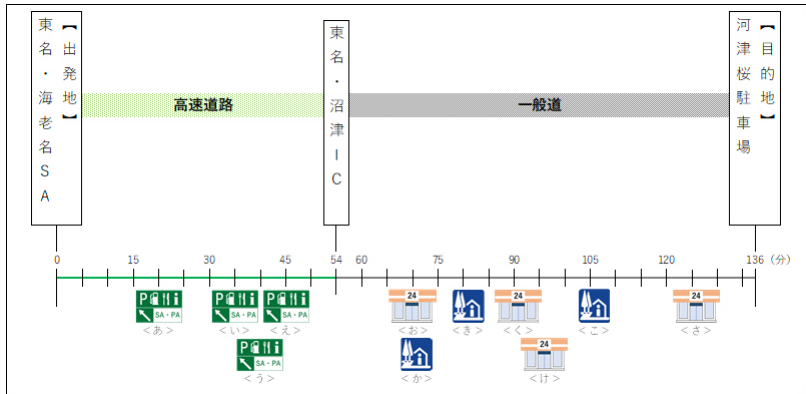 【出発地】
東名・海老名SA
東名・沼津IC
【目的地】
河津桜駐車場
高速道路
一般道
0 15 30 45 54 60 75 90 105 120 136 (分)
P i P i P i 24 24 24
SA・PA SA・PA SA・PA
<あ> <い> <え> <お> <き> <く> <こ> <さ>
P i 24
SA・PA
<う> <か> <け>